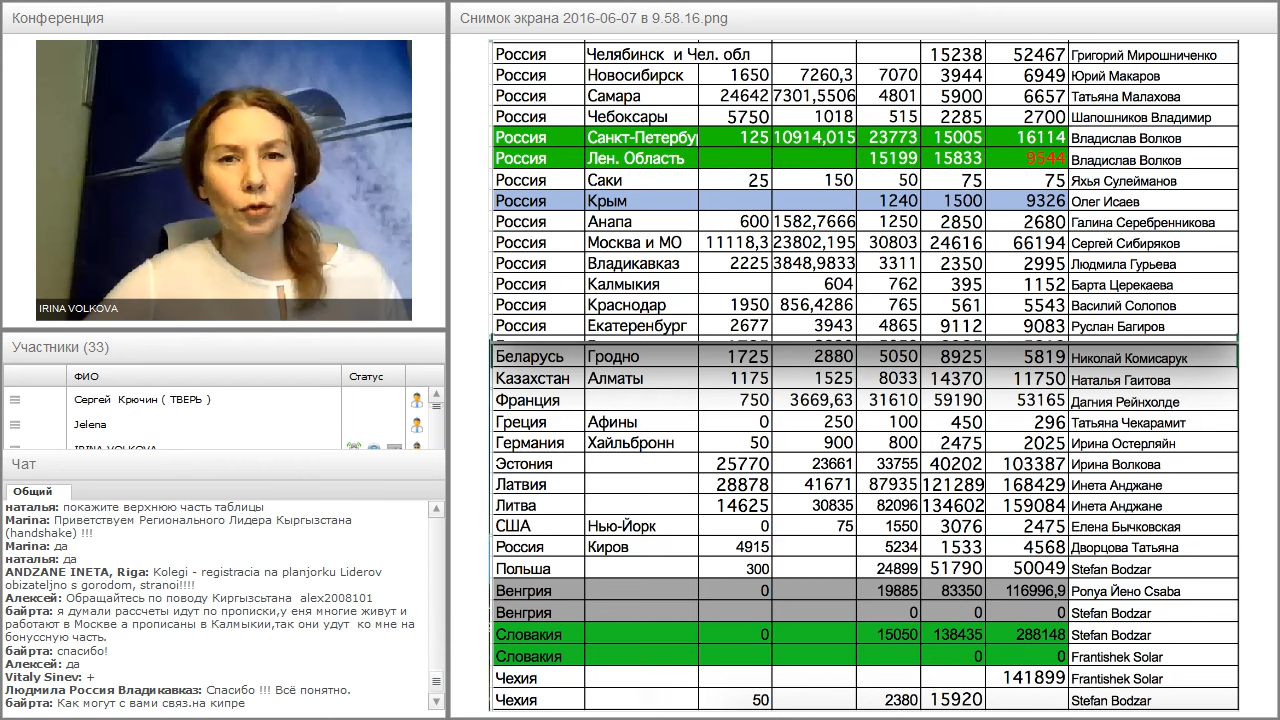 Конференция
IRINA VOLKOVA
Участники (33)
ФИО Статус
Сергей Крючин ( ТВЕРЬ )
Jelena
IRINA VOLKOVA
Чат
Общий
наталья: покажите верхнюю часть таблицы
Marina: Приветствуем Регионального Лидера Кыргызстана
(handshake) !!!
Marina: да
наталья: да
ANDZANE INETA, Riga: Kolegi - registracia na planjorku Liderov
obizateljno s gorodom, stranoi!!!!
Алексей: Обращайтесь по поводу Киргизсьтана alex2008101
байрта: я думали рассчеты идут по прописки,у еня многие живут и
работают в Москве а прописаны в Калмыкии,так они удут ко мне на
бонуссную часть.
байрта: спасибо!
Алексей: да
Vitaly Sinev: +
Людмила Россия Владикавказ: Спасибо !!! Всё понятно.
байрта: Как могут с вами связ.на кипре
Снимок экрана 2016-06-07 в 9.58.16.png
Россия Челябинск и Чел. обл 15238 52467 Григорий Мирошниченко
Россия Новосибирск 1650 7260,3 7070 3944 6949 Юрий Макаров
Россия Самара 24642 7301,5506 4801 5900 6657 Татьяна Малахова
Россия Чебоксары 5750 1018 515 2285 2700 Шапошников Владимир
Россия Санкт-Петербу 125 10914,015 23773 15005 16114 Владислав Волков
Россия Лен. Область 15199 15833 9544 Владислав Волков
Россия Саки 25 150 50 75 75 Яхья Сулейманов
Россия Крым 1240 1500 9326 Олег Исаев
Россия Анапа 600 1582,7666 1250 2850 2680 Галина Серебренникова
Россия Москва и МО 11118,3 23802,195 30803 24616 66194 Сергей Сибиряков
Россия Владикавказ 2225 3848,9833 3311 2350 2995 Людмила Гурьева
Россия Калмыкия 604 762 395 1152 Барта Церекаева
Россия Краснодар 1950 856,4286 765 561 5543 Василий Солопов
Россия Екатеренбург 2677 3943 4865 9112 9083 Руслан Багиров
Беларусь Гродно 1725 2880 5050 8925 5819 Николай Комисарук
Казахстан Алматы 1175 1525 8033 14370 11750 Наталья Гаитова
Франция 750 3669,63 31610 59190 53165 Дагния Рейнхолде
Греция Афины 0 250 100 450 296 Татьяна Чекарамит
Германия Хайльбронн 50 900 800 2475 2025 Ирина Остерляйн
Эстония 25770 23661 33755 40202 103387 Ирина Волкова
Латвия 28878 41671 87935 121289 168429 Инета Анджане
Литва 14625 30835 82096 134602 159084 Инета Анджане
США Нью-Йорк 0 75 1550 3076 2475 Елена Бычковская
Россия Киров 4915 5234 1533 4568 Дворцова Татьяна
Польша 300 24899 51790 50049 Stefan Bodzar
Венгрия 0 19885 83350 116996,9 Ponya Йено Csaba
Венгрия 0 0 0 Stefan Bodzar
Словакия 0 15050 138435 288148 Stefan Bodzar
Словакия 0 0 Frantishek Solar
Чехия 141899 Frantishek Solar
Чехия 50 2380 15920 Stefan Bodzar